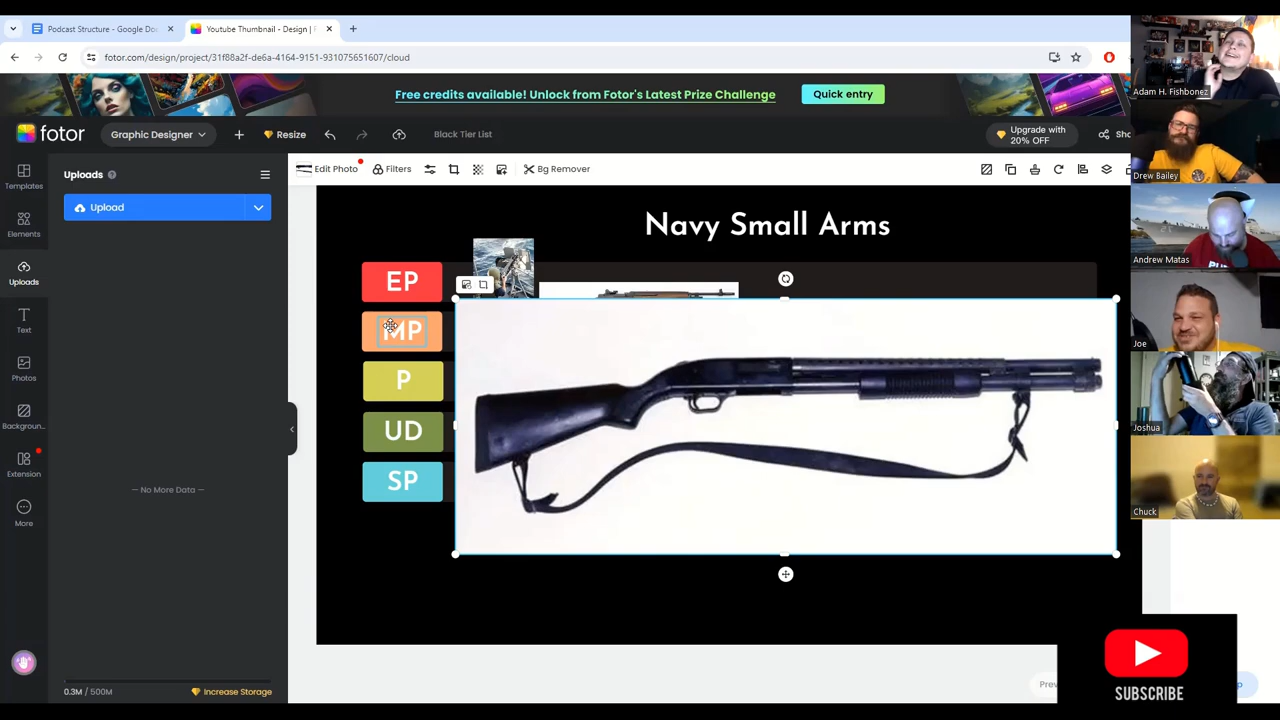 Podcast Structure - Google Doc
Youtube Thumbnail - Design |
fotor.com/design/project/31f88a2f-de6a-4164-9151-931075651607/cloud
Free credits available! Unlock from Fotor's Latest Prize Challenge
Quick entry
Adam H. Fishbonez
fotor
Graphic Designer
Resize
Black Tier List
Upgrade with
20% OFF
Sha
Templates
Uploads
Edit Photo
Filters
Bg Remover
Drew Bailey
Upload
Elements
Navy Small Arms
Andrew Matas
Uploads
EP
Text
MP
Joe
Photos
P
Backgroun..
UD
Joshua
Extension
SP
No More Data
More
Chuck
0.3M / 500M
Increase Storage
Prev
SUBSCRIBE